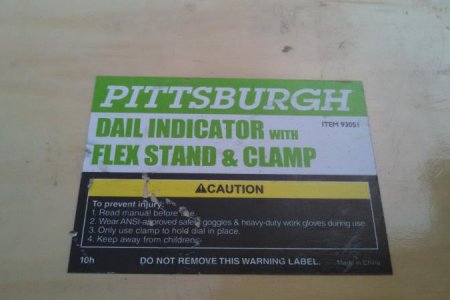 PITTSBURGH
ITEM 93051
DAIL INDICATOR WITH
FLEX STAND & CLAMP
⚠CAUTION
To prevent injury:
1. Read manual before use.
2. Wear ANSI-approved safety goggles & heavy-duty work gloves during use.
3. Only use clamp to hold dial in place.
4. Keep away from children.
10h DO NOT REMOVE THIS WARNING LABEL. Made in China